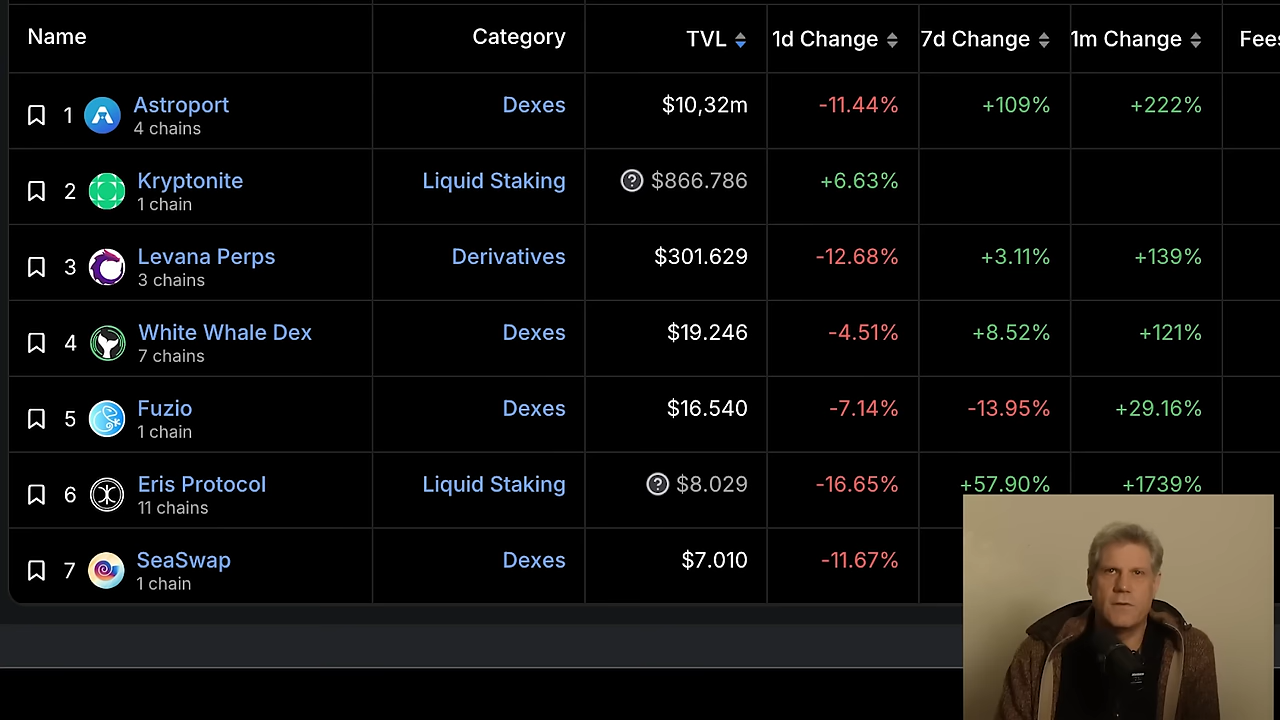 Name Category TVL 1d Change 7d Change 1m Change Fees
1 Astroport Dexes $10,32m -11.44% +109% +222%
4 chains
2 Kryptonite Liquid Staking ? $866.786 +6.63%
1 chain
3 Levana Perps Derivatives $301.629 -12.68% +3.11% +139%
3 chains
4 White Whale Dex Dexes $19.246 -4.51% +8.52% +121%
7 chains
5 Fuzio Dexes $16.540 -7.14% -13.95% +29.16%
1 chain
6 Eris Protocol Liquid Staking ? $8.029 -16.65% +57.90% +1739%
11 chains
7 SeaSwap Dexes $7.010 -11.67%
1 chain